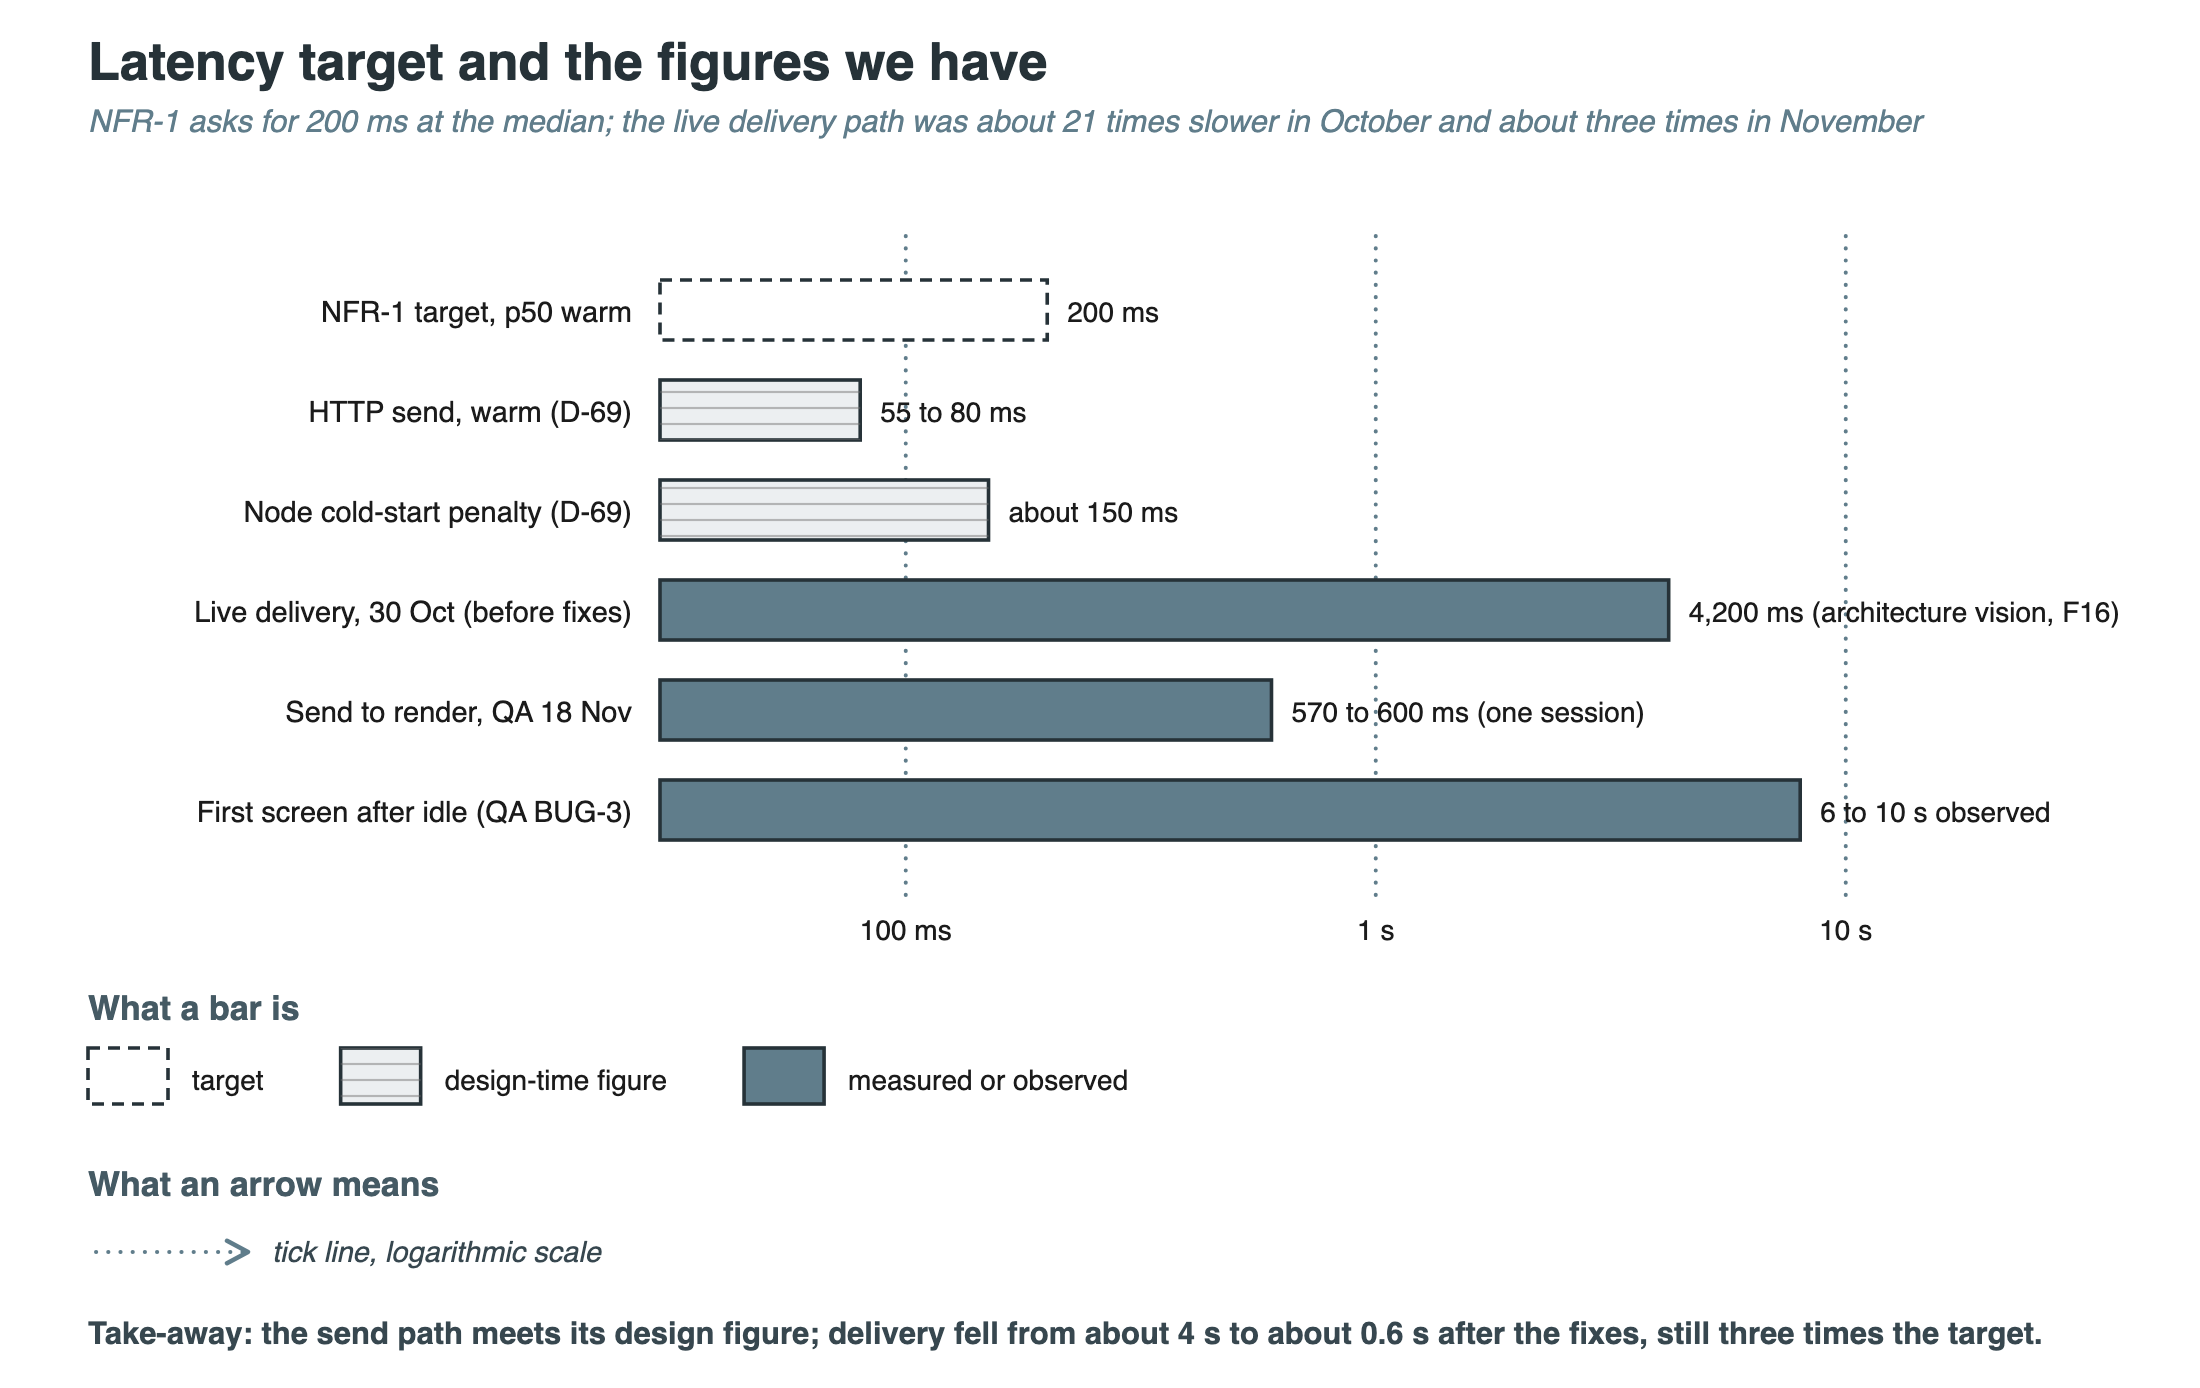 Latency target and the figures we have
NFR-1 asks for 200 ms at the median; the live delivery path was about 21 times slower in October and about three times in November
NFR-1 target, p50 warm
200 ms
HTTP send, warm (D-69)
55 to 80 ms
Node cold-start penalty (D-69)
about 150 ms
Live delivery, 30 Oct (before fixes)
4,200 ms (architecture vision, F16)
Send to render, QA 18 Nov
570 to 600 ms (one session)
First screen after idle (QA BUG-3)
6 to 10 s observed
100 ms
1 s
10 s
What a bar is
target
design-time figure
measured or observed
What an arrow means
tick line, logarithmic scale
Take-away: the send path meets its design figure; delivery fell from about 4 s to about 0.6 s after the fixes, still three times the target.